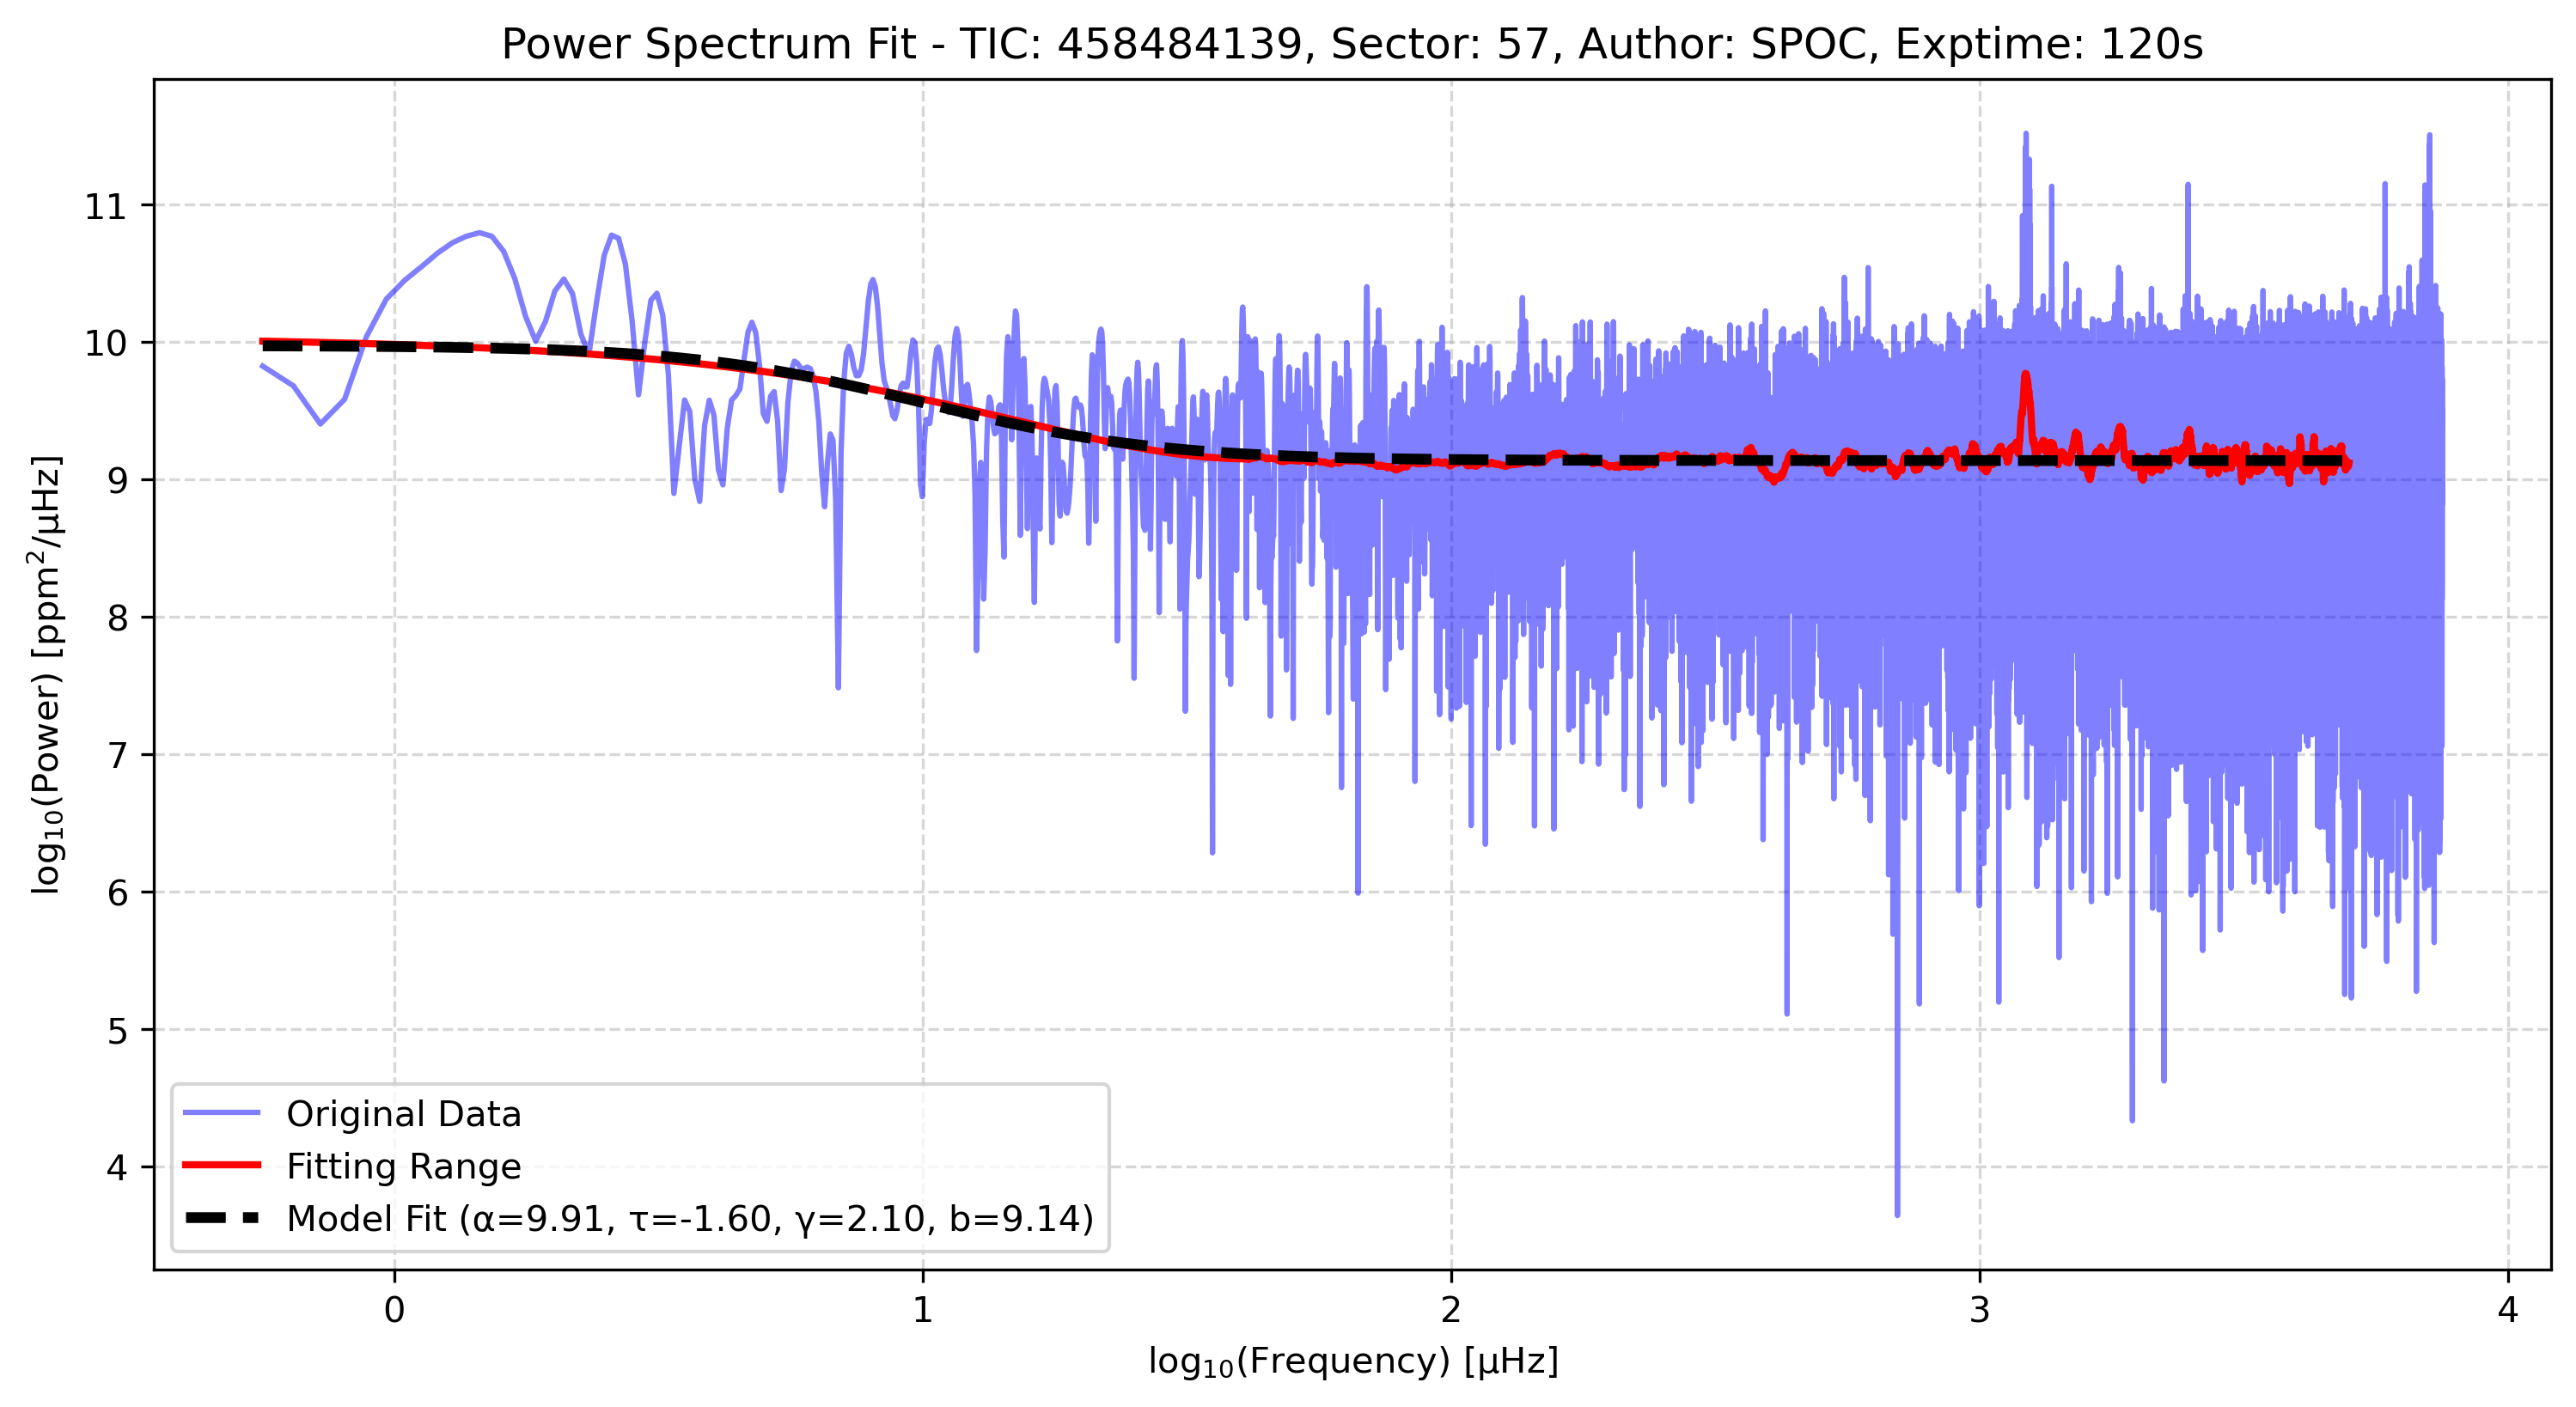 Power Spectrum Fit - TIC: 458484139, Sector: 57, Author: SPOC, Exptime: 120s
log₁₀(Power) [ppm²/μHz]
11
10
9
8
7
6
5
4
Original Data
Fitting Range
Model Fit (α=9.91, τ=-1.60, γ=2.10, b=9.14)
0 1 2 3 4
log₁₀(Frequency) [μHz]